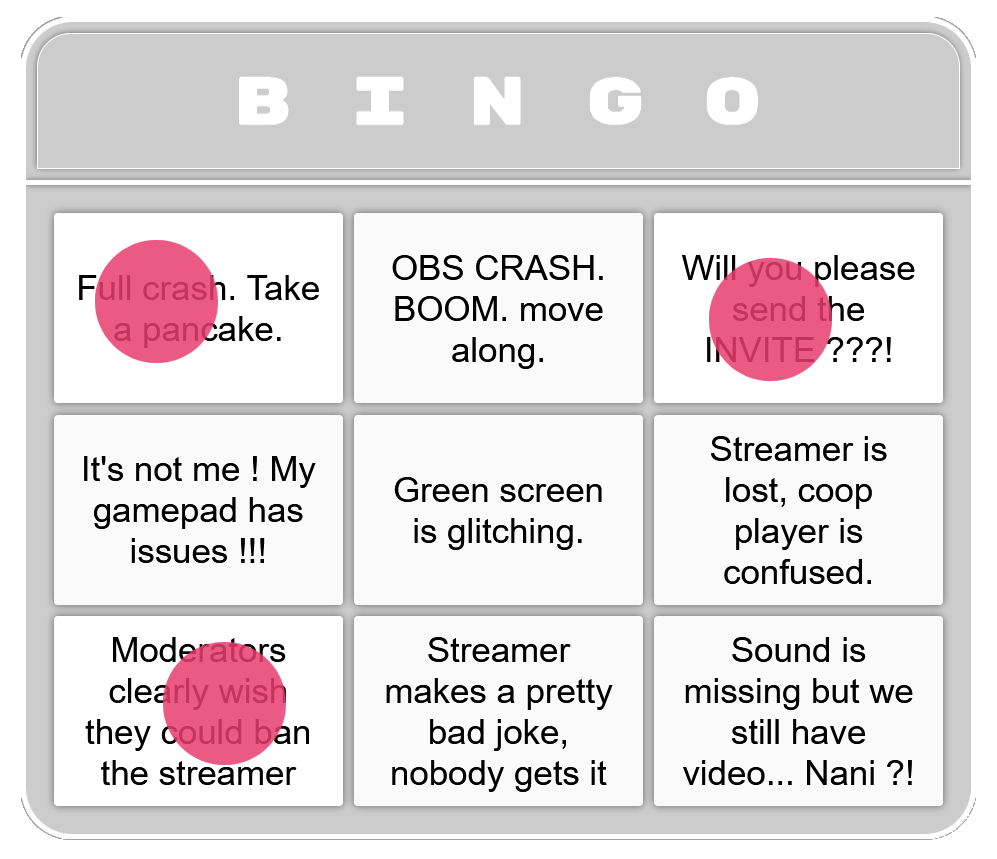 BINGO
Full crash. Take
a pancake.
OBS CRASH.
BOOM. move
along.
Will you please
send the
INVITE ???!
It's not me ! My
gamepad has
issues !!!
Green screen
is glitching.
Streamer is
lost, coop
player is
confused.
Moderators
clearly wish
they could ban
the streamer
Streamer
makes a pretty
bad joke,
nobody gets it
Sound is
missing but we
still have
video... Nani ?!